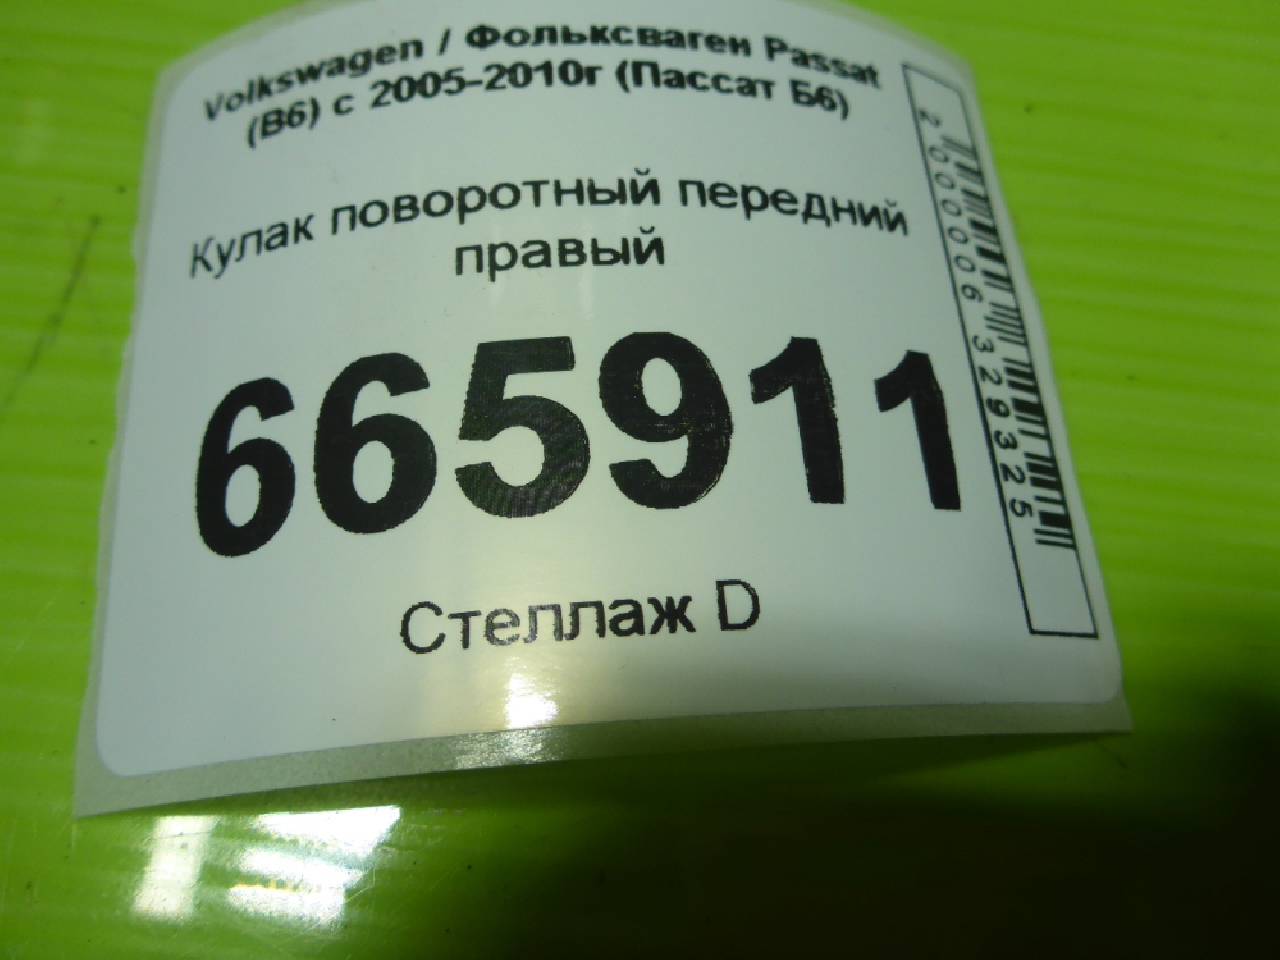 Volkswagen / Фольксваген Passat
(B6) с 2005-2010г (Пассат Б6)
Кулак поворотный передний
правый
665911
Стеллаж D
2000006329325